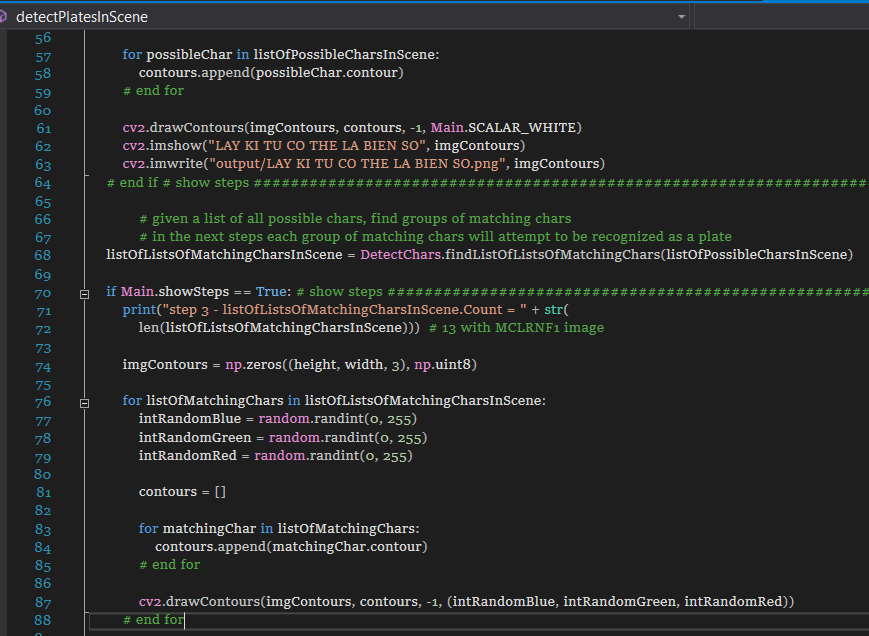 detectPlatesInScene
56
57 for possibleChar in listOfPossibleCharsInScene:
58 contours.append(possibleChar.contour)
59 # end for
60
61 cv2.drawContours(imgContours, contours, -1, Main.SCALAR_WHITE)
62 cv2.imshow("LAY KI TU CO THE LA BIEN SO", imgContours)
63 cv2.imwrite("output/LAY KI TU CO THE LA BIEN SO.png", imgContours)
64 # end if # show steps ##################################################################
65
66 # given a list of all possible chars, find groups of matching chars
67 # in the next steps each group of matching chars will attempt to be recognized as a plate
68 listOfListsOfMatchingCharsInScene = DetectChars.findListOfListsOfMatchingChars(listOfPossibleCharsInScene)
69
70 if Main.showSteps == True: # show steps ####################################################
71 print("step 3 - listOfListsOfMatchingCharsInScene.Count = " + str(
72 len(listOfListsOfMatchingCharsInScene))) # 13 with MCLRNF1 image
73
74 imgContours = np.zeros((height, width, 3), np.uint8)
75
76 for listOfMatchingChars in listOfListsOfMatchingCharsInScene:
77 intRandomBlue = random.randint(0, 255)
78 intRandomGreen = random.randint(0, 255)
79 intRandomRed = random.randint(0, 255)
80
81 contours = []
82
83 for matchingChar in listOfMatchingChars:
84 contours.append(matchingChar.contour)
85 # end for
86
87 cv2.drawContours(imgContours, contours, -1, (intRandomBlue, intRandomGreen, intRandomRed))
88 # end for